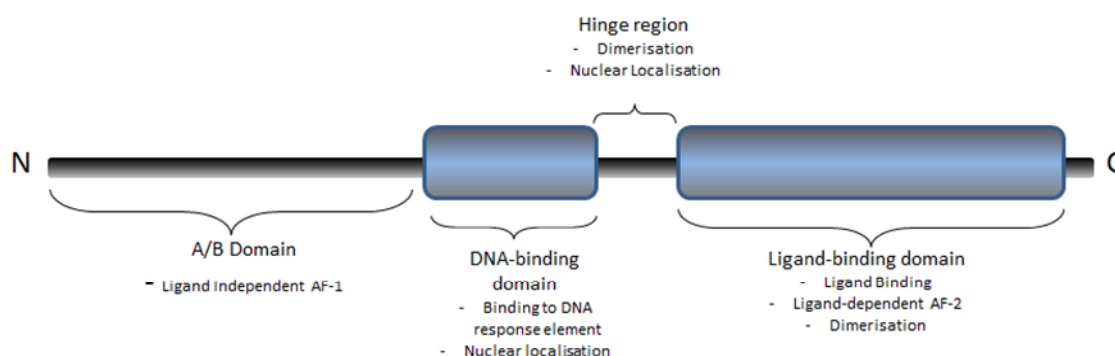 Hinge region
- Dimerisation
- Nuclear Localisation
N
C
A/B Domain
- Ligand Independent AF-1
DNA-binding
domain
- Binding to DNA
response element
- Nuclear localisation
Ligand-binding domain
- Ligand Binding
- Ligand-dependent AF-2
- Dimerisation